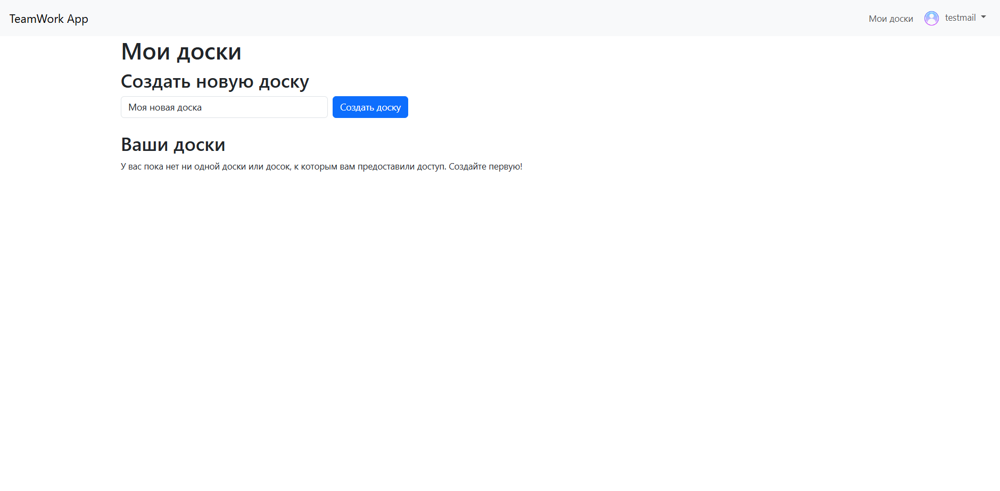 TeamWork App
Мои доски
testmail
Мои доски
Создать новую доску
Моя новая доска
Создать доску
Ваши доски
У вас пока нет ни одной доски или досок, к которым вам предоставили доступ. Создайте первую!